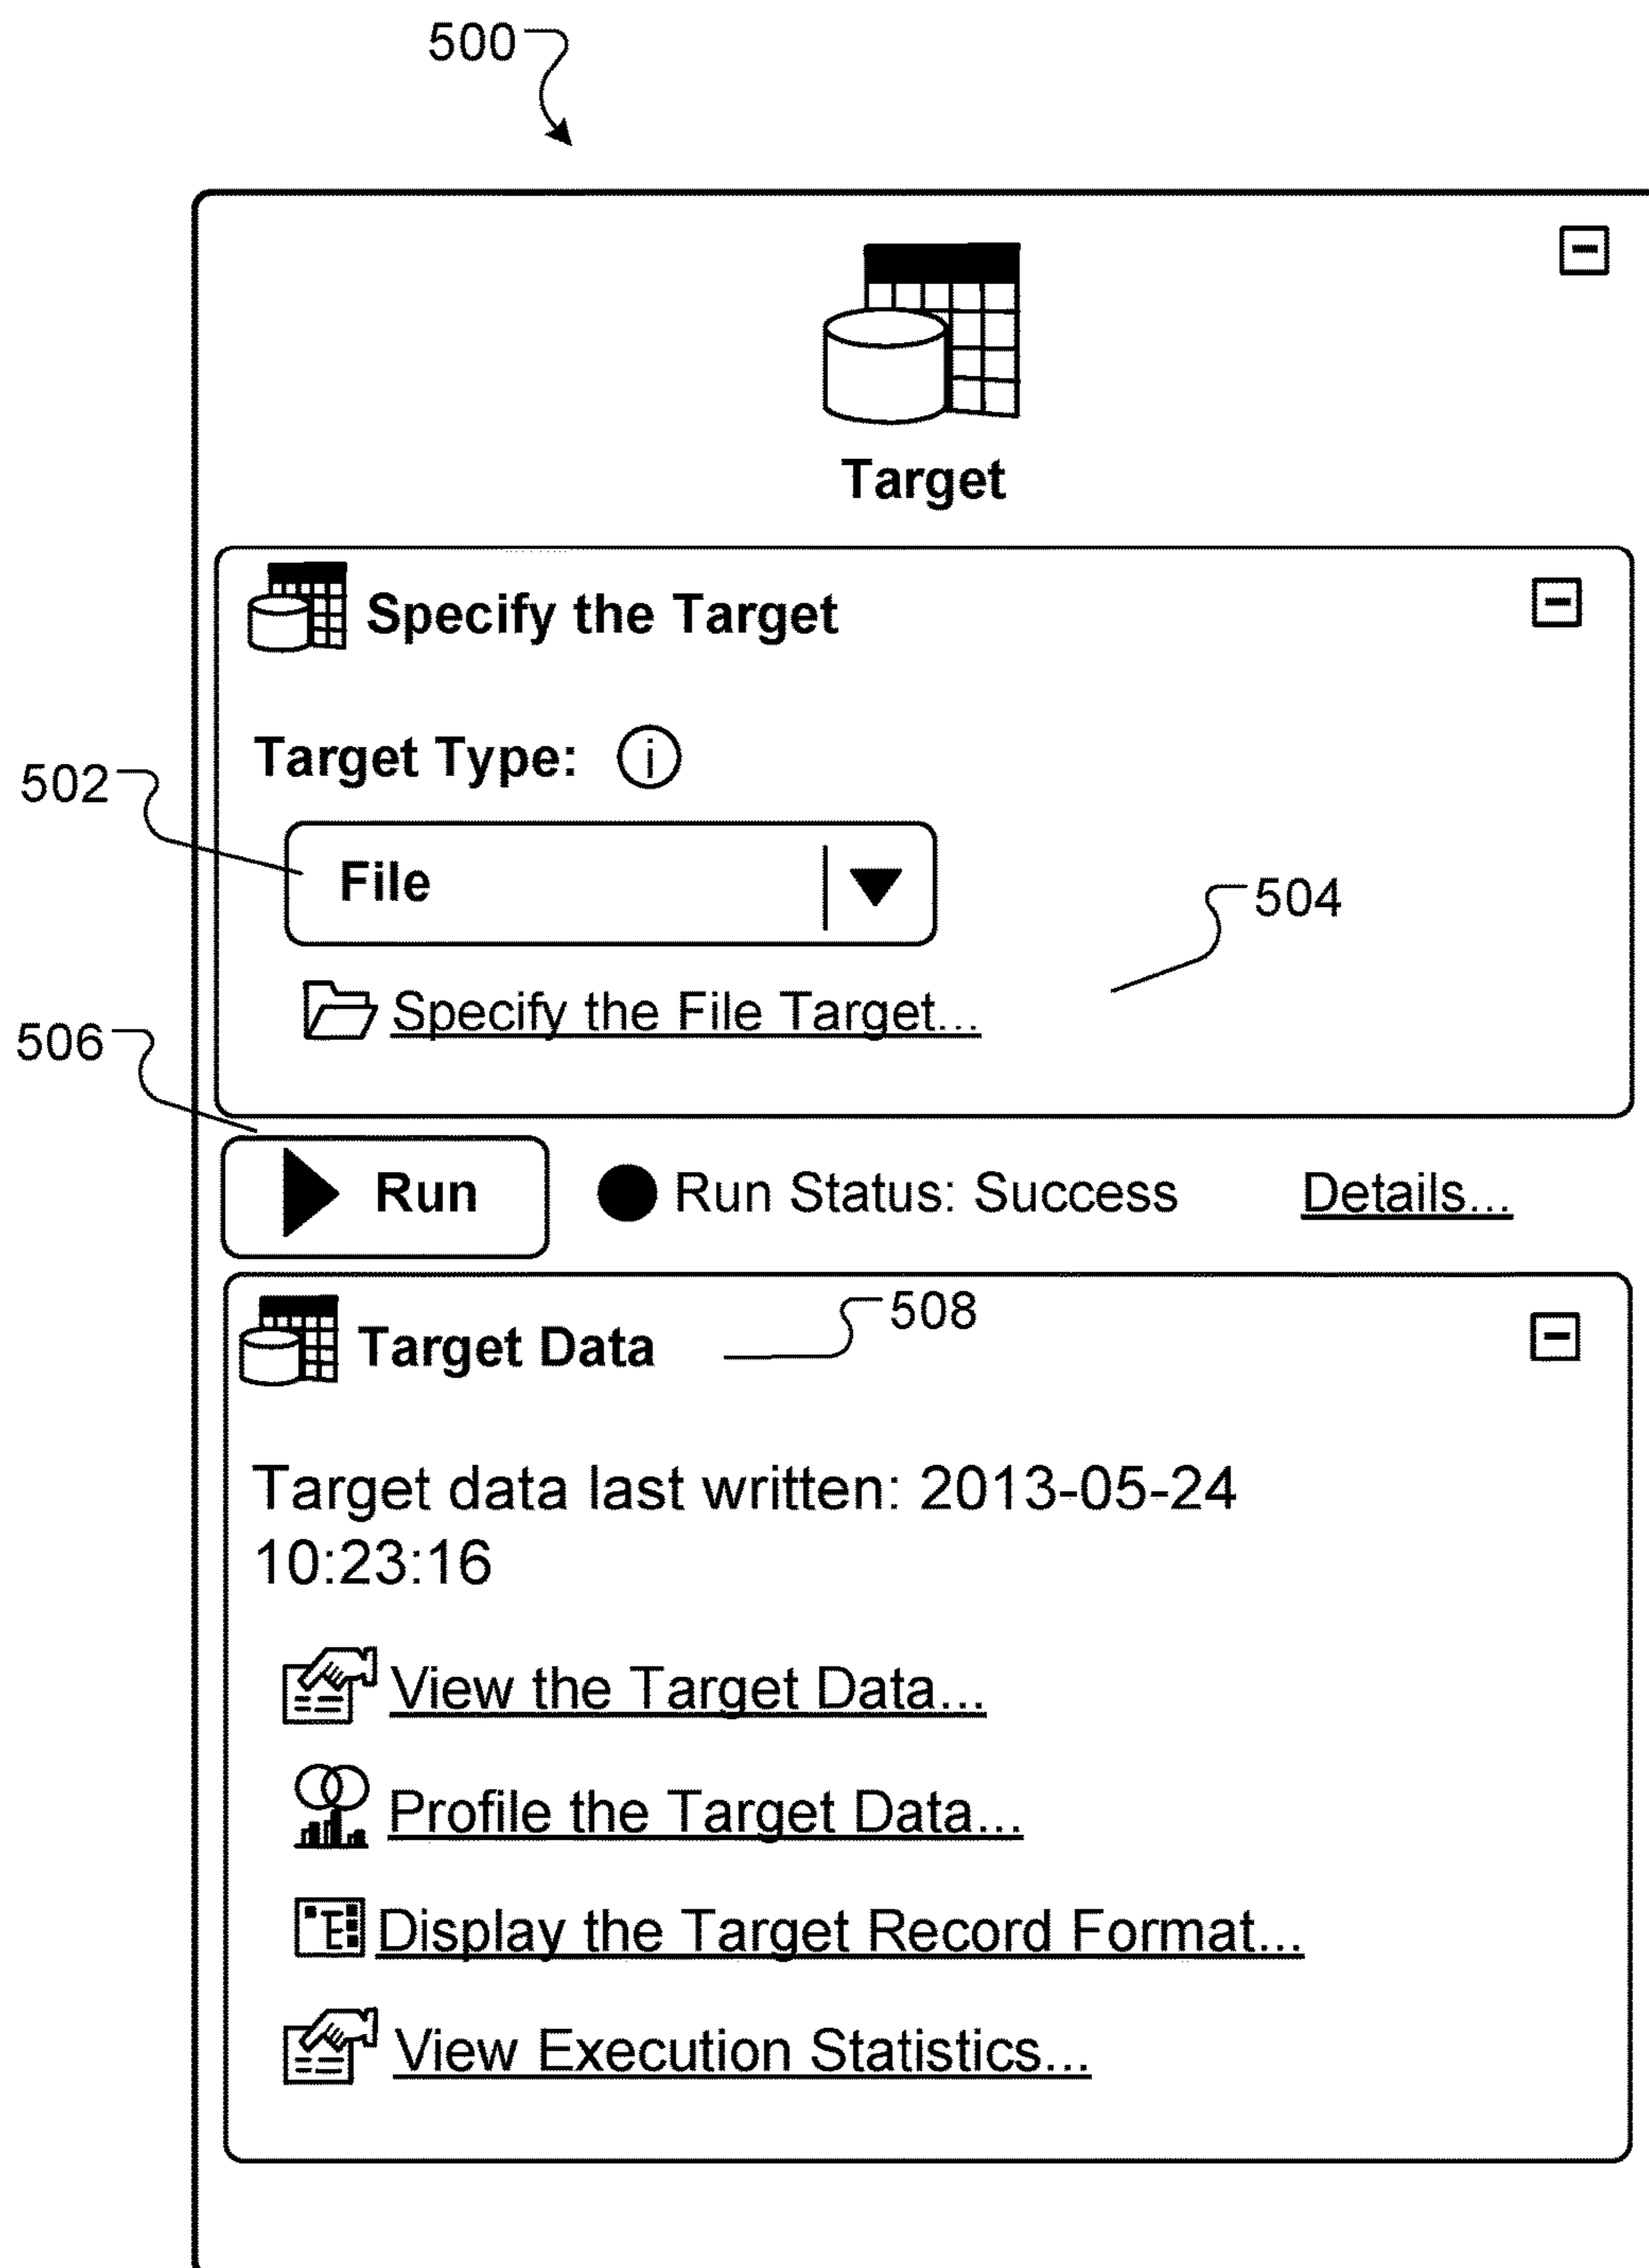 500
Target
Specify the Target
Target Type: i
502
File
504
Specify the File Target...
506
Run
Run Status: Success
Details...
508
Target Data
Target data last written: 2013-05-24
10:23:16
View the Target Data...
Profile the Target Data...
Display the Target Record Format...
View Execution Statistics...